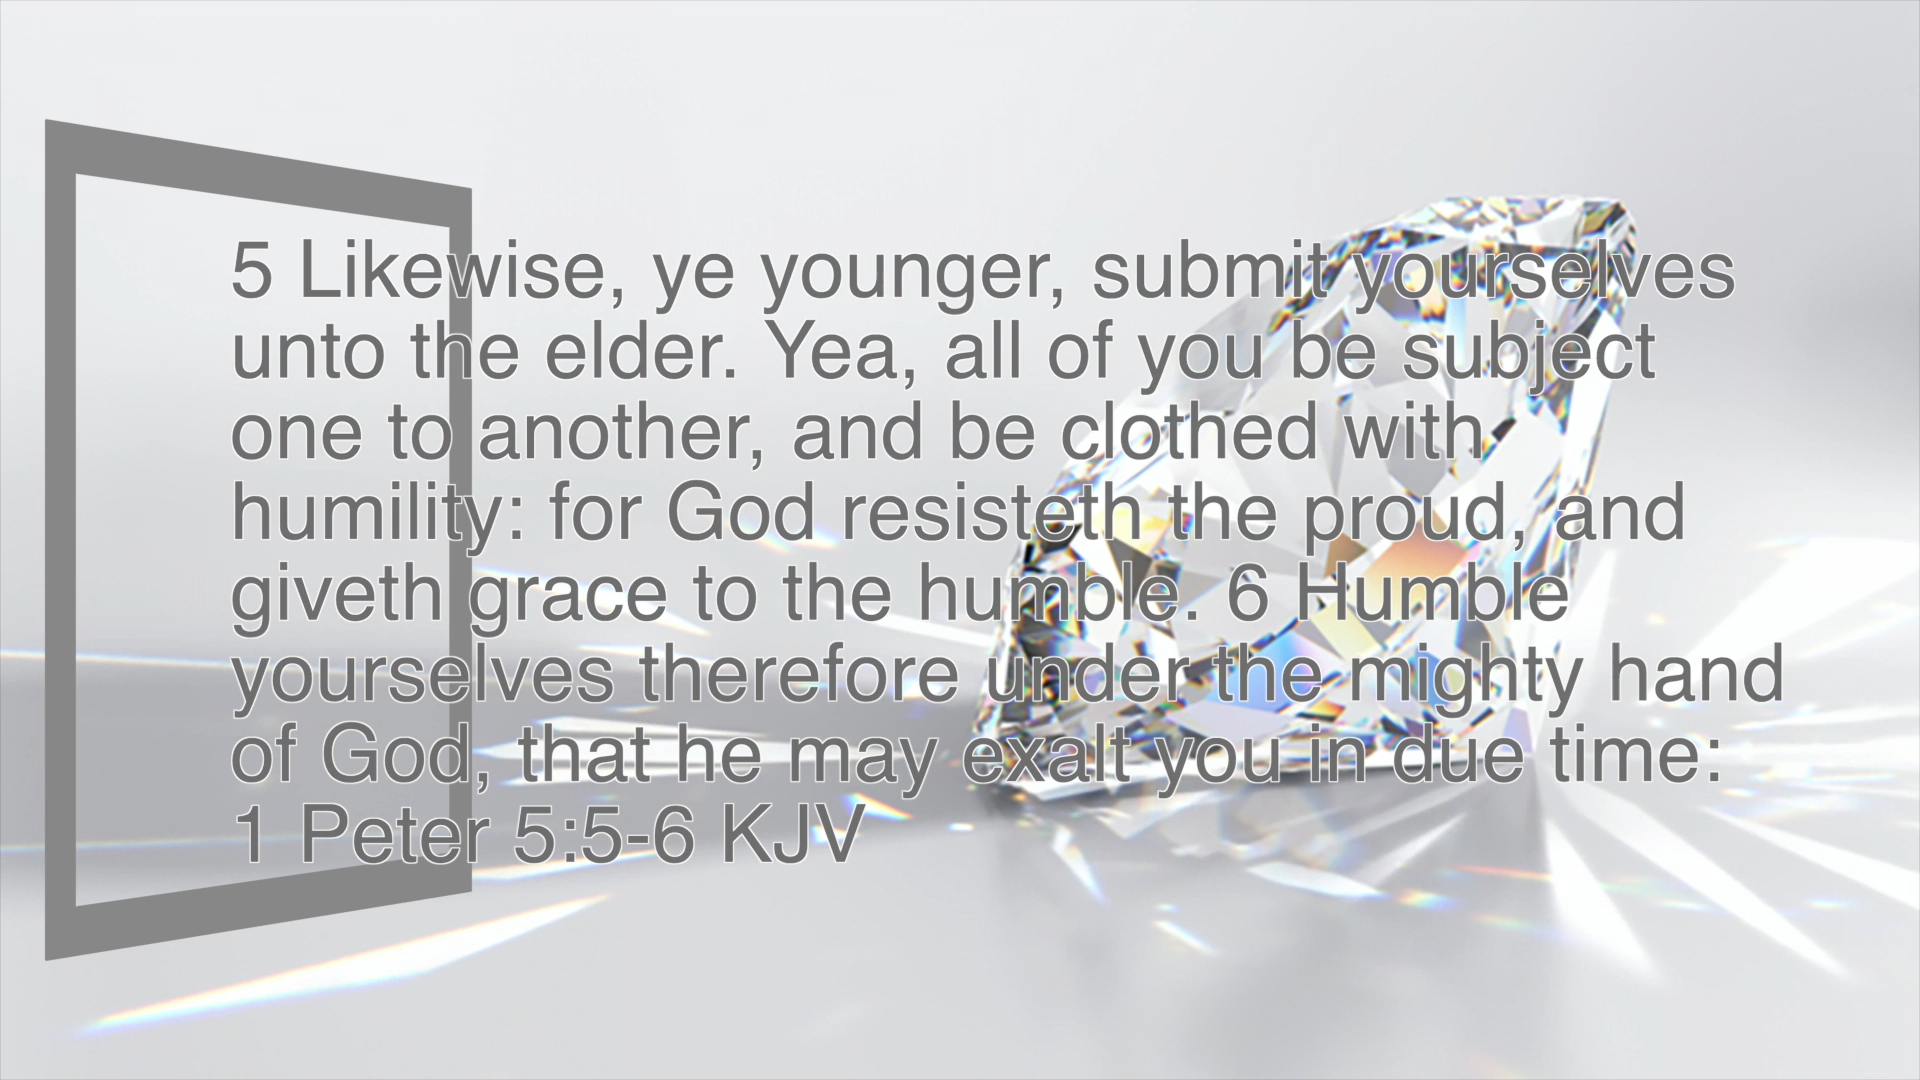 5 Likewise, ye younger, submit yourselves
unto the elder. Yea, all of you be subject
one to another, and be clothed with
humility: for God resisteth the proud, and
giveth grace to the humble. 6 Humble
yourselves therefore under the mighty hand
of God, that he may exalt you in due time:
1 Peter 5:5-6 KJV